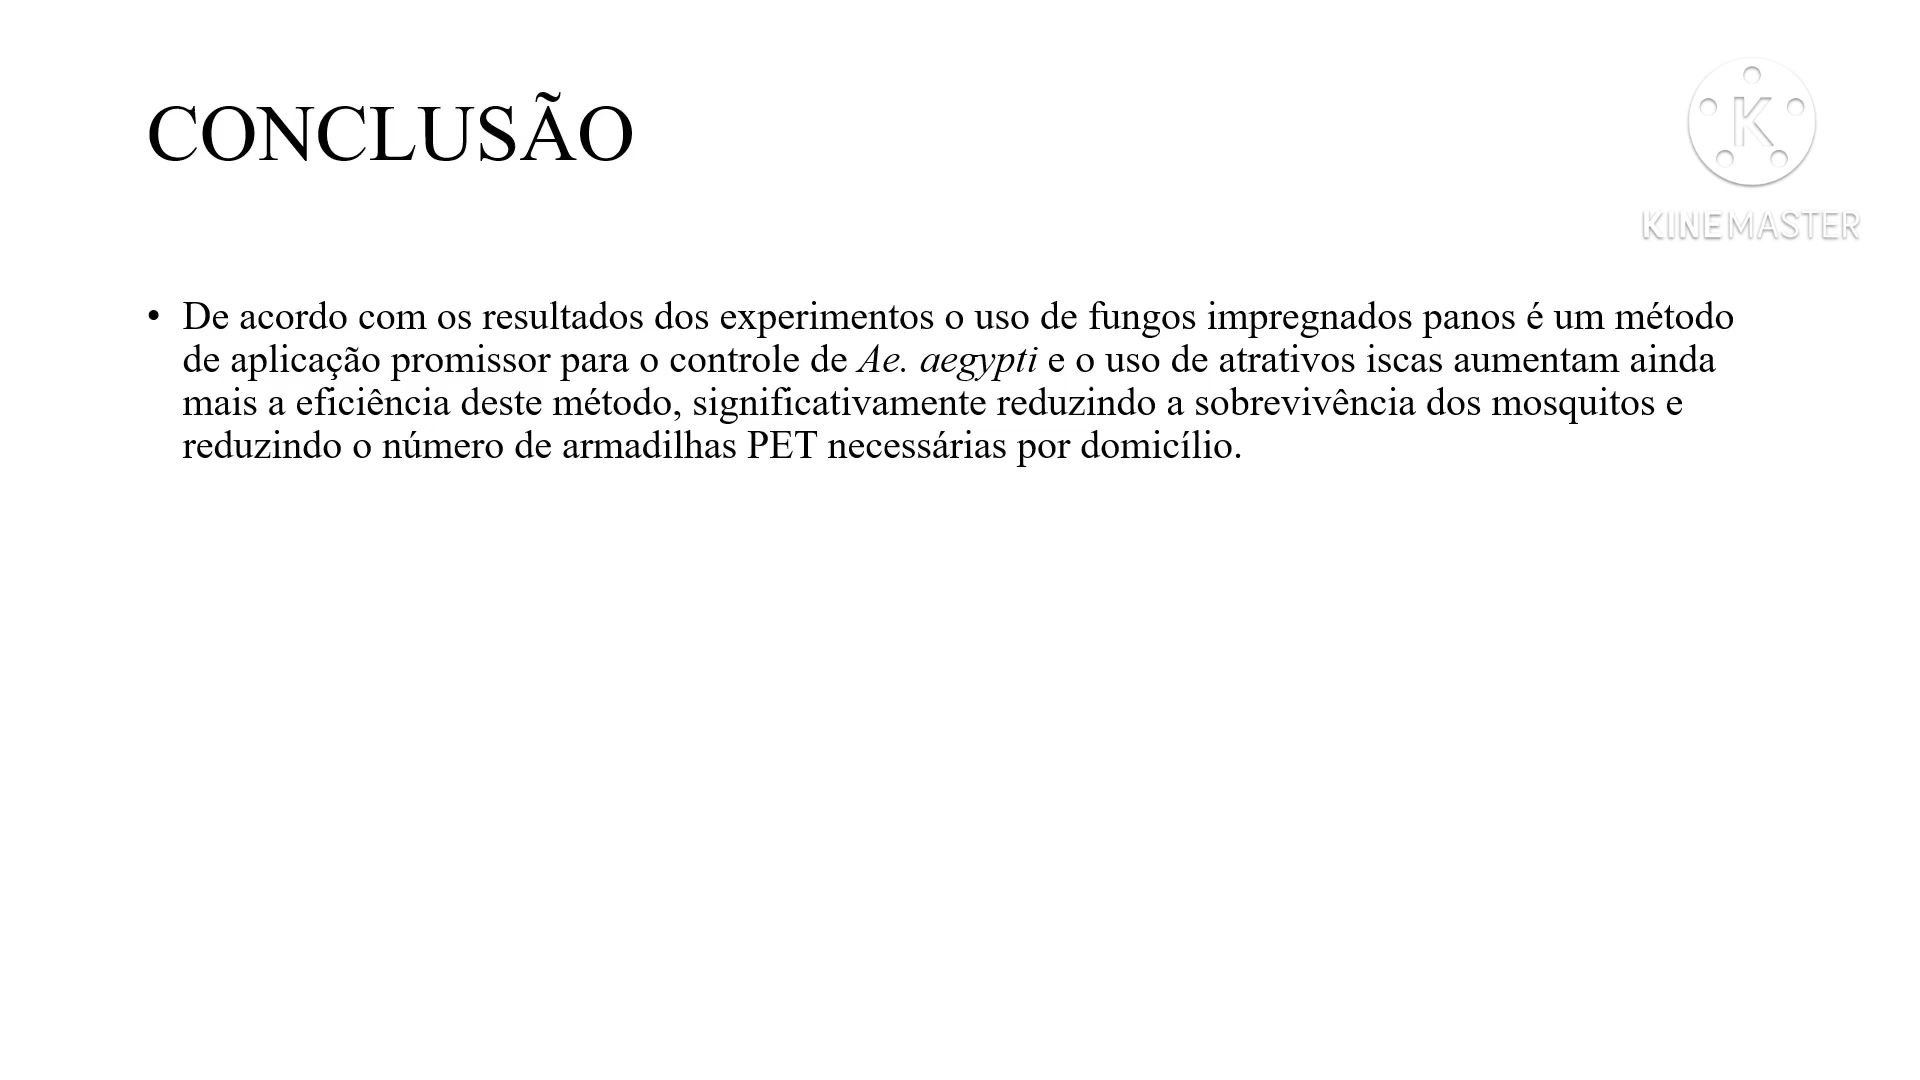 CONCLUSÃO
KINEMASTER
• De acordo com os resultados dos experimentos o uso de fungos impregnados panos é um método
de aplicação promissor para o controle de Ae. aegypti e o uso de atrativos iscas aumentam ainda
mais a eficiência deste método, significativamente reduzindo a sobrevivência dos mosquitos e
reduzindo o número de armadilhas PET necessárias por domicílio.